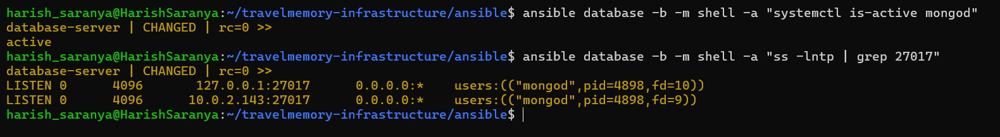 harish_saranya@HarishSaranya:~/travelmemory-infrastructure/ansible$ ansible database -b -m shell -a "systemctl is-active mongod"
database-server | CHANGED | rc=0 >>
active
harish_saranya@HarishSaranya:~/travelmemory-infrastructure/ansible$ ansible database -b -m shell -a "ss -lntp | grep 27017"
database-server | CHANGED | rc=0 >>
LISTEN 0      4096       127.0.0.1:27017      0.0.0.0:*    users:(("mongod",pid=4898,fd=10))
LISTEN 0      4096      10.0.2.143:27017      0.0.0.0:*    users:(("mongod",pid=4898,fd=9))
harish_saranya@HarishSaranya:~/travelmemory-infrastructure/ansible$